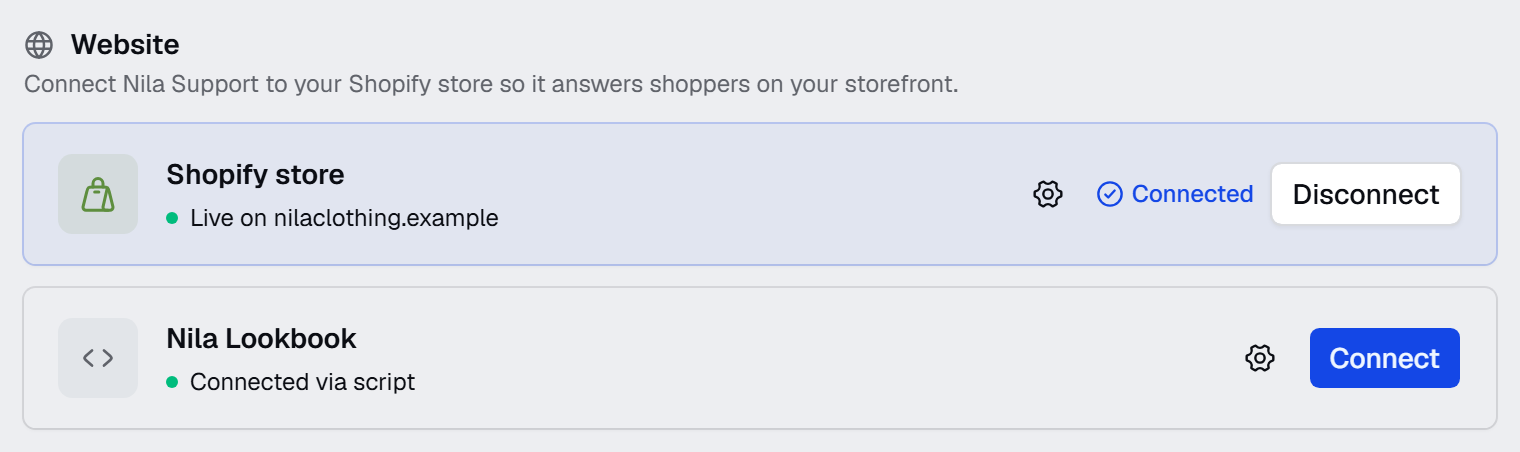 Website
Connect Nila Support to your Shopify store so it answers shoppers on your storefront.
Shopify store
Live on nilaclothing.example
Connected
Disconnect
Nila Lookbook
Connected via script
Connect